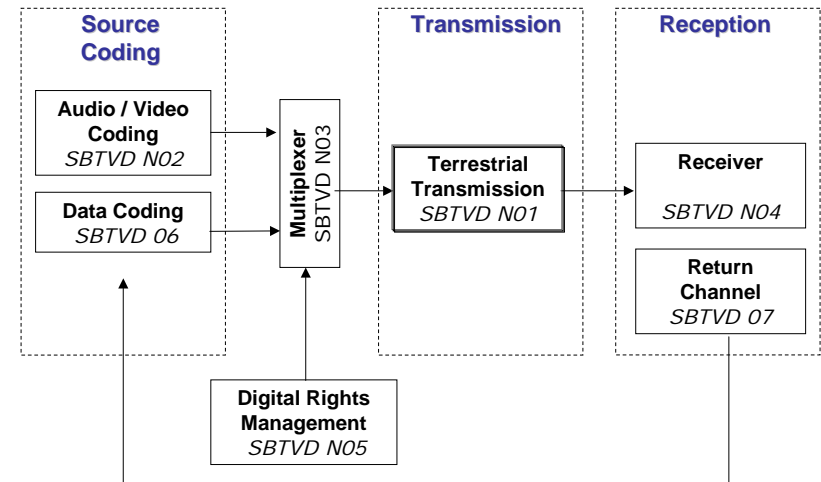 Source
Coding
Transmission
Reception
Audio / Video
Coding
SBTVD N02
Data Coding
SBTVD 06
Multiplexer
SBTVD N03
Terrestrial
Transmission
SBTVD N01
Receiver
SBTVD N04
Return
Channel
SBTVD 07
Digital Rights
Management
SBTVD N05